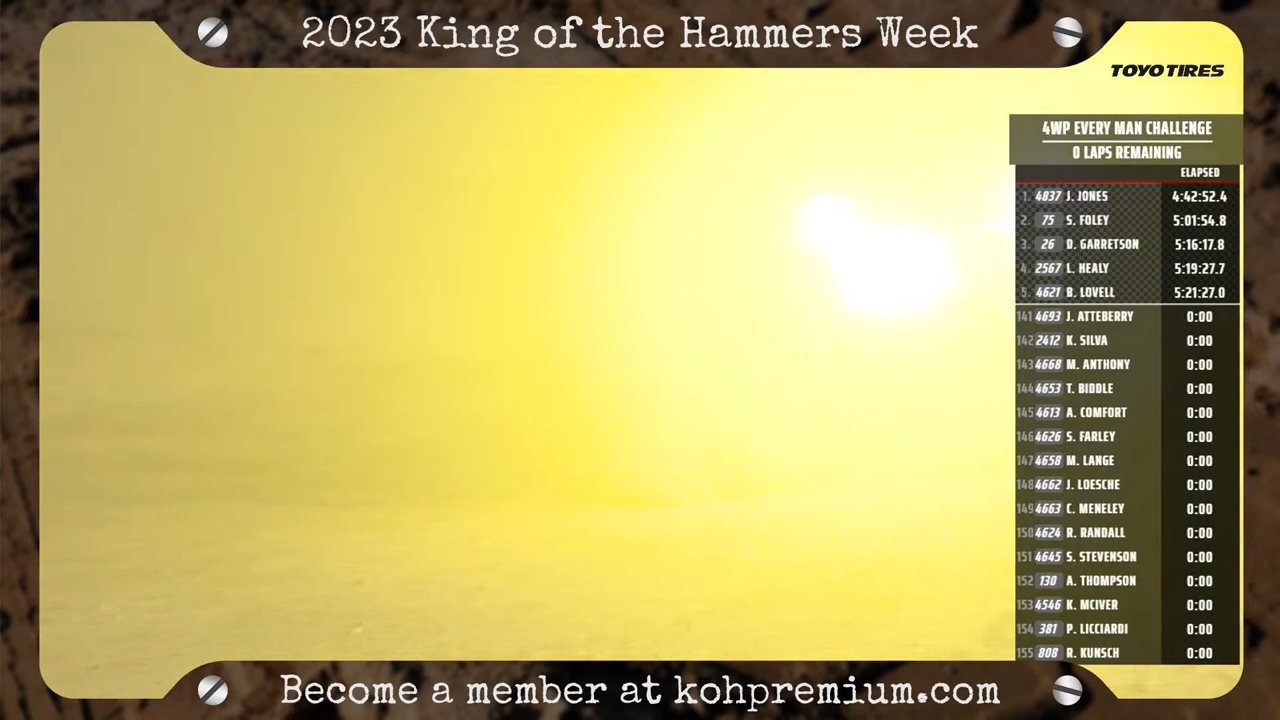 2023 King of the Hammers Week
TOYO TIRES
4WP EVERY MAN CHALLENGE
0 LAPS REMAINING
ELAPSED
1. 4837 J. JONES 4:42:52.4
2. 75 S. FOLEY 5:01:54.8
3. 26 D. GARRETSON 5:16:17.8
4. 2567 L. HEALY 5:19:27.7
5. 4621 B. LOVELL 5:21:27.0
141 4693 J. ATTEBERRY 0:00
142 2412 K. SILVA 0:00
143 4668 M. ANTHONY 0:00
144 4653 T. BIDDLE 0:00
145 4613 A. COMFORT 0:00
146 4626 S. FARLEY 0:00
147 4658 M. LANGE 0:00
148 4662 J. LOESCHE 0:00
149 4663 C. MENELEY 0:00
150 4624 R. RANDALL 0:00
151 4645 S. STEVENSON 0:00
152 130 A. THOMPSON 0:00
153 4546 K. MCIVER 0:00
154 381 P. LICCIARDI 0:00
155 808 R. KUNSCH 0:00
Become a member at kohpremium.com